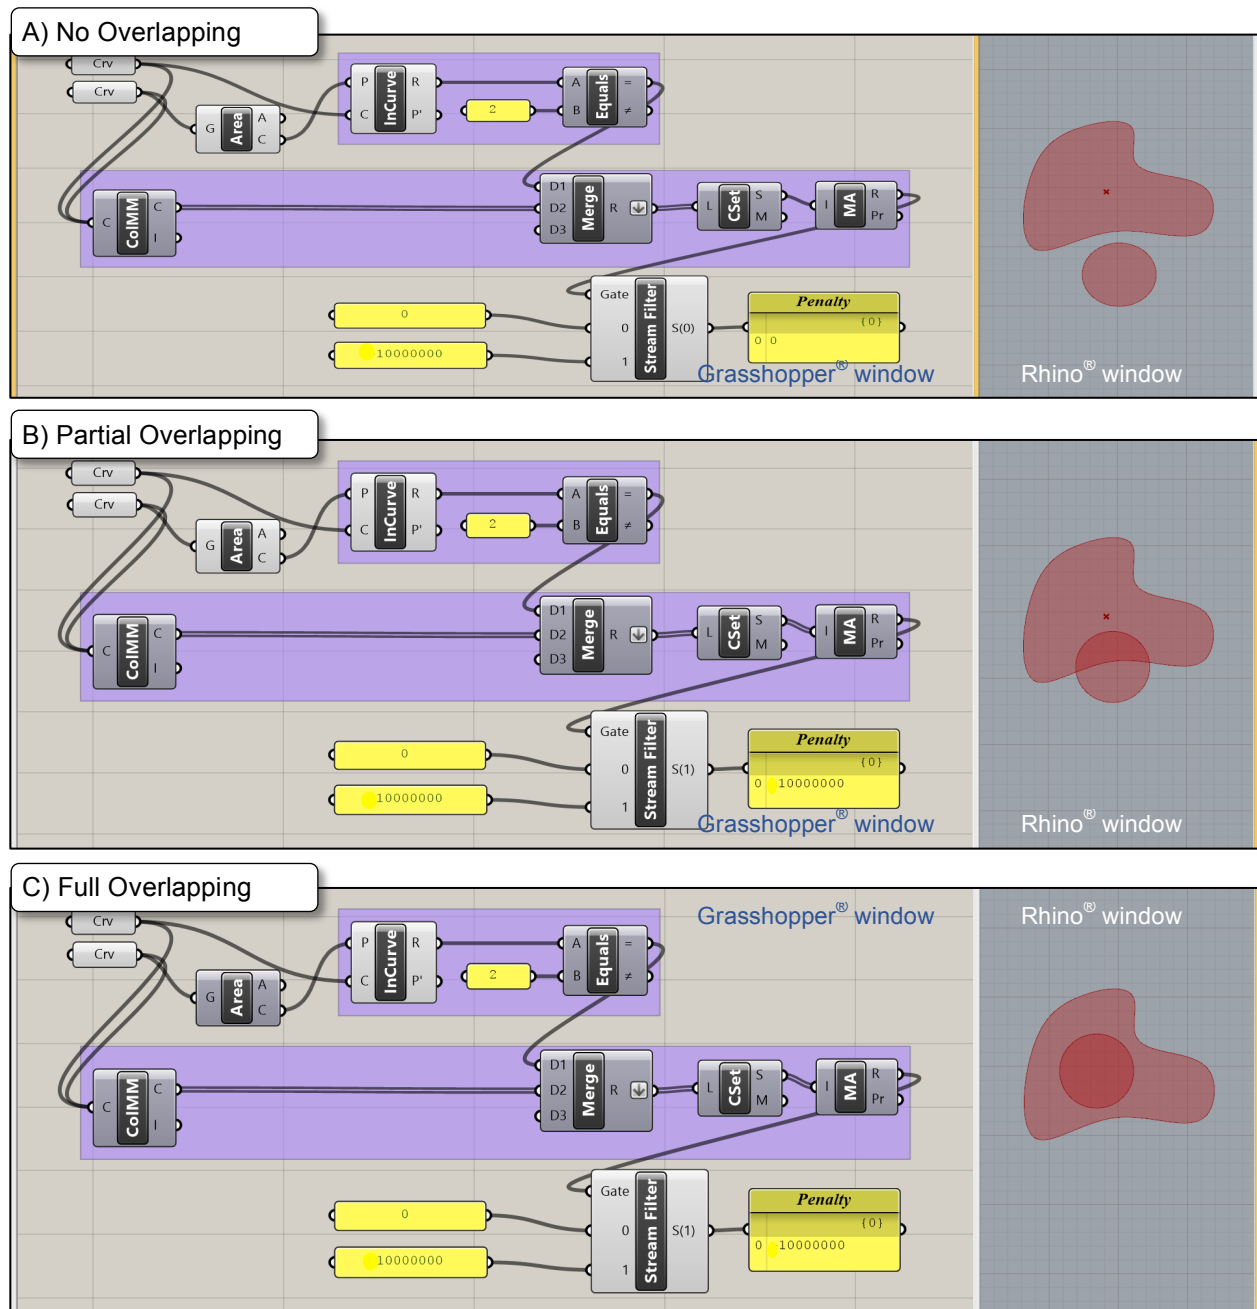 A) No Overlapping
Crv
Crv
G Area A C
P C InCurve R P'
2
A B Equals = ≠
C ColMM C I
D1 D2 D3 Merge R
L CSet S M
I MA R Pr
0
10000000
Gate 0 1 Stream Filter S(0)
Penalty
{0}
0 0
Grasshopper® window
Rhino® window
B) Partial Overlapping
Crv
Crv
G Area A C
P C InCurve R P'
2
A B Equals = ≠
C ColMM C I
D1 D2 D3 Merge R
L CSet S M
I MA R Pr
0
10000000
Gate 0 1 Stream Filter S(1)
Penalty
{0}
0 10000000
Grasshopper® window
Rhino® window
C) Full Overlapping
Grasshopper® window
Rhino® window
Crv
Crv
G Area A C
P C InCurve R P'
2
A B Equals = ≠
C ColMM C I
D1 D2 D3 Merge R
L CSet S M
I MA R Pr
0
10000000
Gate 0 1 Stream Filter S(1)
Penalty
{0}
0 10000000